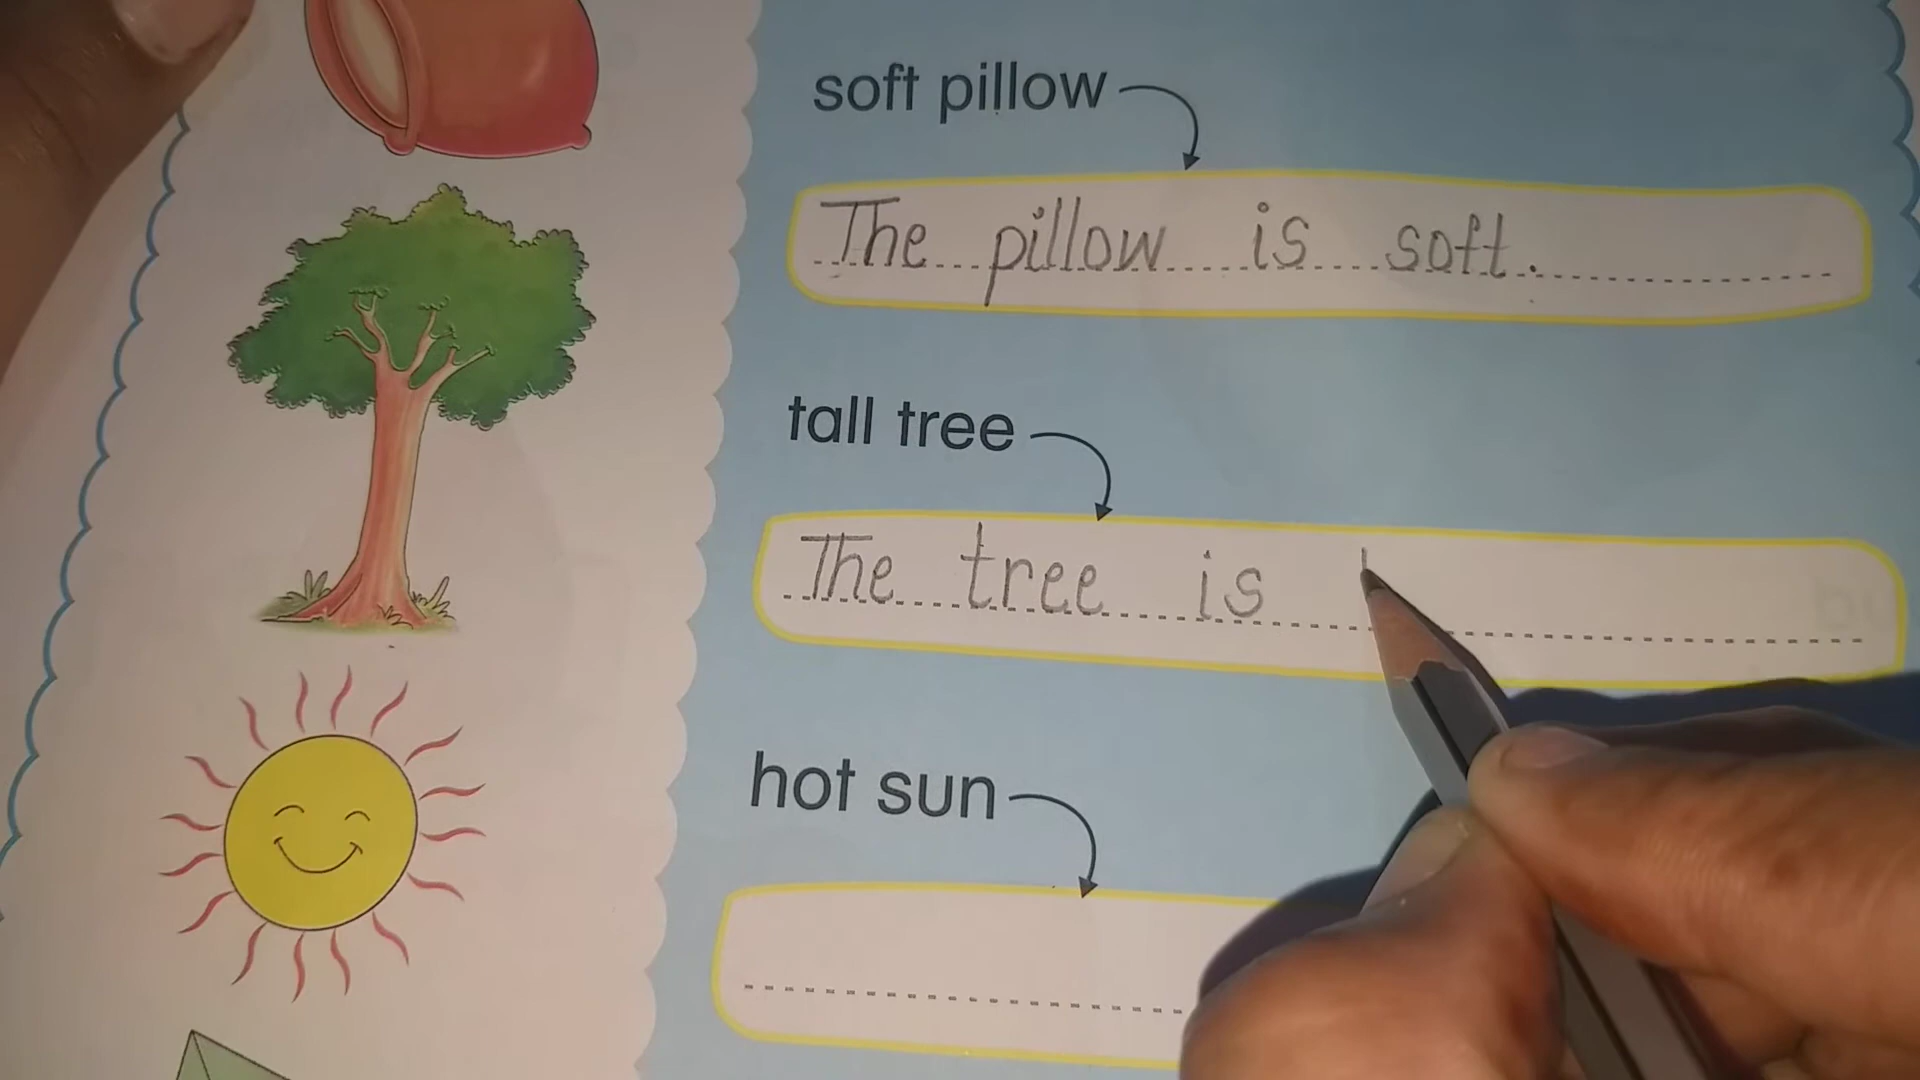 soft pillow
The pillow is soft.
tall tree
The tree is
hot sun